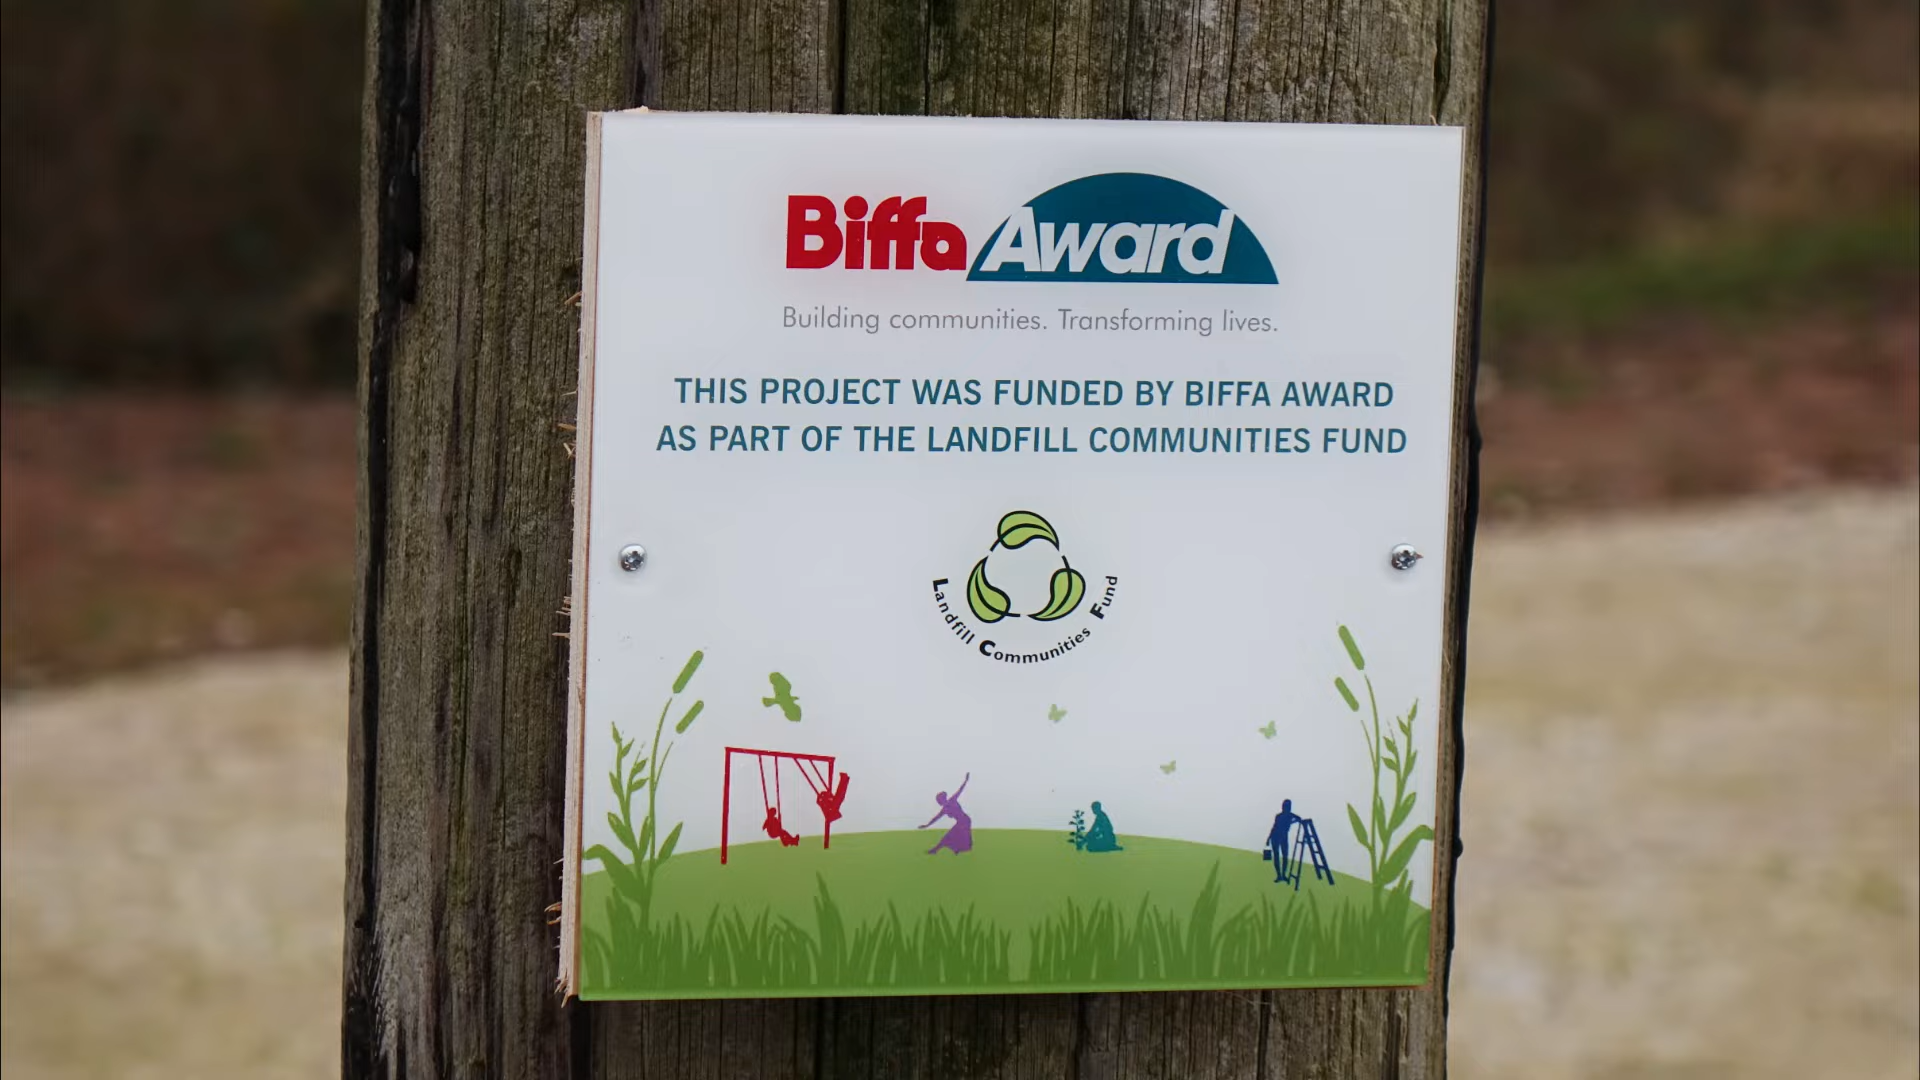 Biffa Award
Building communities. Transforming lives.
THIS PROJECT WAS FUNDED BY BIFFA AWARD
AS PART OF THE LANDFILL COMMUNITIES FUND
Landfill Communities Fund